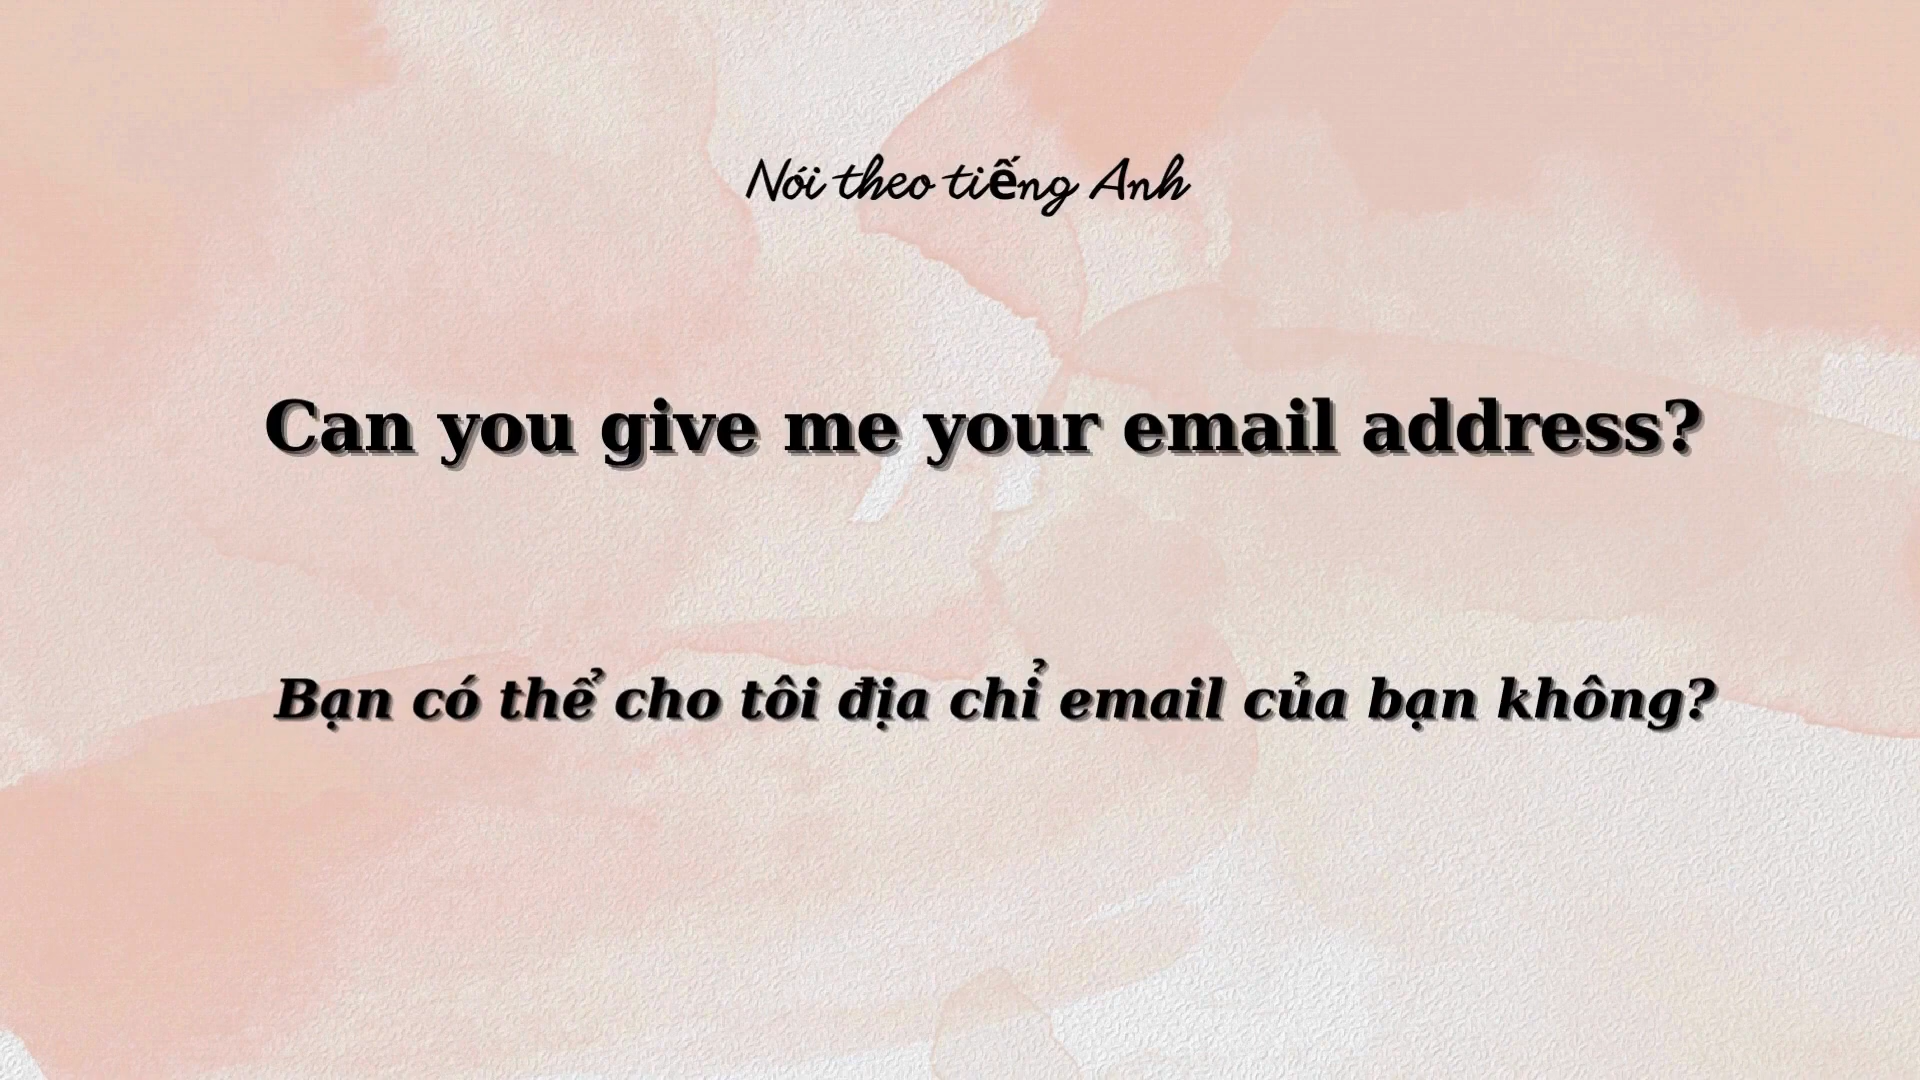 Nói theo tiếng Anh
Can you give me your email address?
Bạn có thể cho tôi địa chỉ email của bạn không?